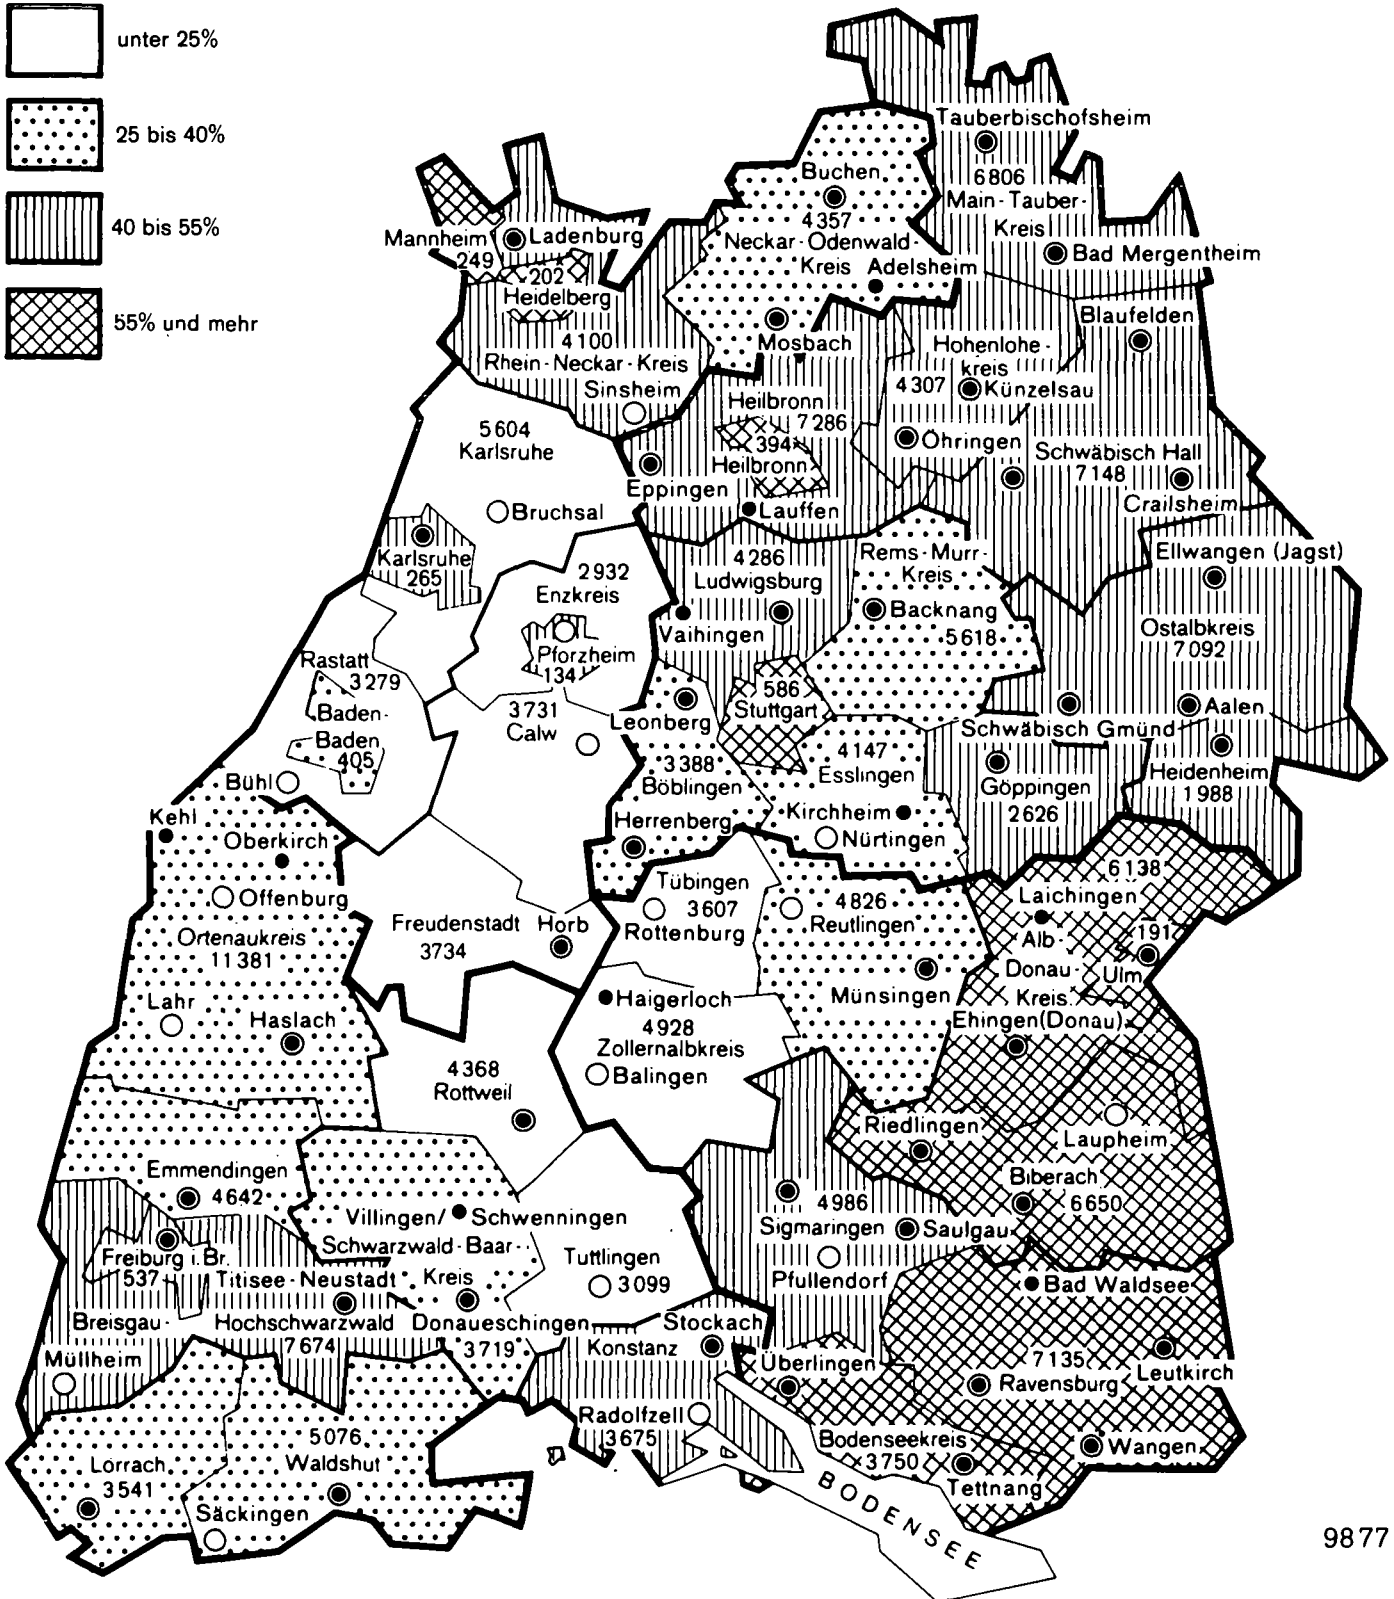 unter 25%
25 bis 40%
40 bis 55%
55% und mehr
Tauberbischofsheim
6806
Main-Tauber-
Kreis
Bad Mergentheim
Buchen
4357
Neckar-Odenwald-
Kreis
Adelsheim
Mosbach
Mannheim
249
Ladenburg
202
Heidelberg
4100
Rhein-Neckar-Kreis
Sinsheim
Blaufelden
Hohenlohe-
kreis
4307
Künzelsau
Öhringen
Schwäbisch Hall
7148
Crailsheim
Heilbronn
7286
394
Heilbronn
Eppingen
Lauffen
5604
Karlsruhe
Bruchsal
Karlsruhe
265
2932
Enzkreis
Pforzheim
134
4286
Ludwigsburg
Vaihingen
Rems-Murr-
Kreis
Backnang
5618
Ellwangen (Jagst)
Ostalbkreis
7092
Aalen
Schwäbisch Gmünd
Heidenheim
1988
Göppingen
2626
586
Stuttgart
4147
Esslingen
Kirchheim
Nürtingen
Leonberg
3388
Böblingen
Herrenberg
3731
Calw
Rastatt
3279
Baden-
Baden
405
Bühl
Kehl
Oberkirch
Offenburg
Ortenaukreis
11381
Lahr
Haslach
Freudenstadt
3734
Horb
Tübingen
3607
Rottenburg
4826
Reutlingen
Münsingen
6138
Laichingen
Alb-
Donau-
Kreis
191
Ulm
Ehingen(Donau)
Haigerloch
4928
Zollernalbkreis
Balingen
4368
Rottweil
Riedlingen
Laupheim
Biberach
6650
Emmendingen
4642
Villingen/Schwenningen
Schwarzwald-Baar-
Kreis
Donaueschingen
3719
Tuttlingen
3099
4986
Sigmaringen
Saulgau
Pfullendorf
Freiburg i. Br.
537
Titisee-Neustadt
Breisgau-
Hochschwarzwald
7674
Müllheim
Bad Waldsee
7135
Ravensburg
Leutkirch
Wangen
Stockach
Konstanz
Radolfzell
3675
Überlingen
Bodenseekreis
3750
Tettnang
BODENSEE
Lörrach
3541
5076
Waldshut
Säckingen
9877